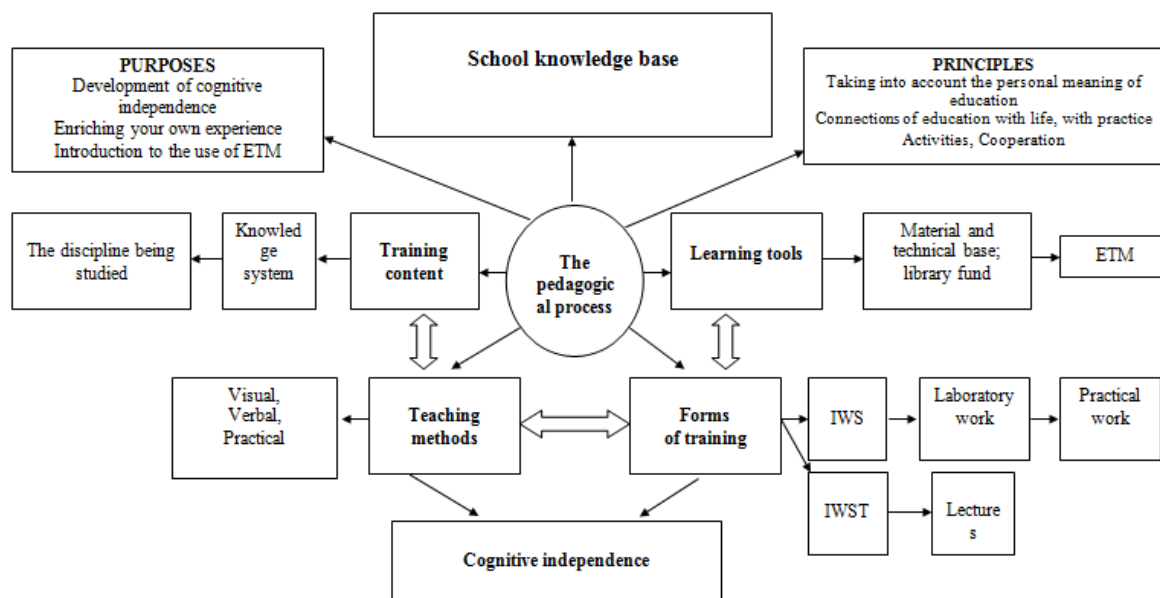 School knowledge base
PURPOSES
Development of cognitive
independence
Enriching your own experience
Introduction to the use of ETM
PRINCIPLES
Taking into account the personal meaning of
education
Connections of education with life, with practice
Activities, Cooperation
The discipline being
studied
Knowled
ge
system
Training
content
The
pedagogic
al process
Learning tools
Material and
technical base;
library fund
ETM
Visual,
Verbal,
Practical
Teaching
methods
Forms
of training
IWS
Laboratory
work
Practical
work
IWST
Lecture
s
Cognitive independence